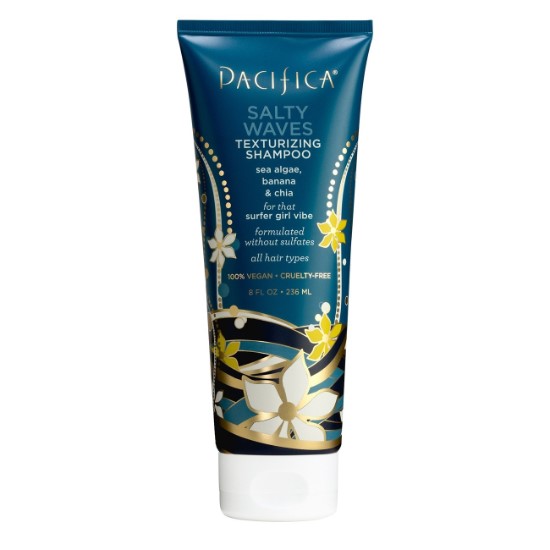 PACIFICA®
SALTY
WAVES
TEXTURIZING
SHAMPOO
sea algae,
banana
& chia
for that
surfer girl vibe
formulated
without sulfates
all hair types
100% VEGAN • CRUELTY-FREE
8 FL OZ • 236 ML